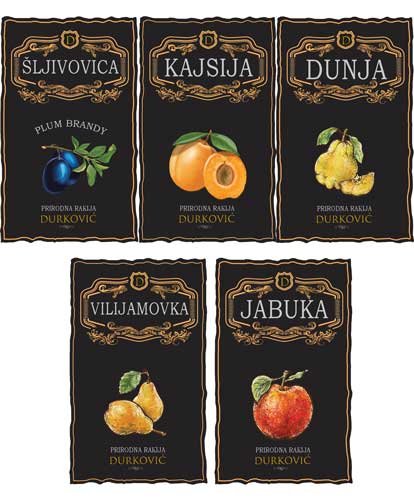 D
ŠLJIVOVICA
PLUM BRANDY
PRIRODNA RAKIJA
DURKOVIĆ
D
KAJSIJA
PRIRODNA RAKIJA
DURKOVIĆ
D
DUNJA
PRIRODNA RAKIJA
DURKOVIĆ
D
VILIJAMOVKA
PRIRODNA RAKIJA
DURKOVIĆ
D
JABUKA
PRIRODNA RAKIJA
DURKOVIĆ